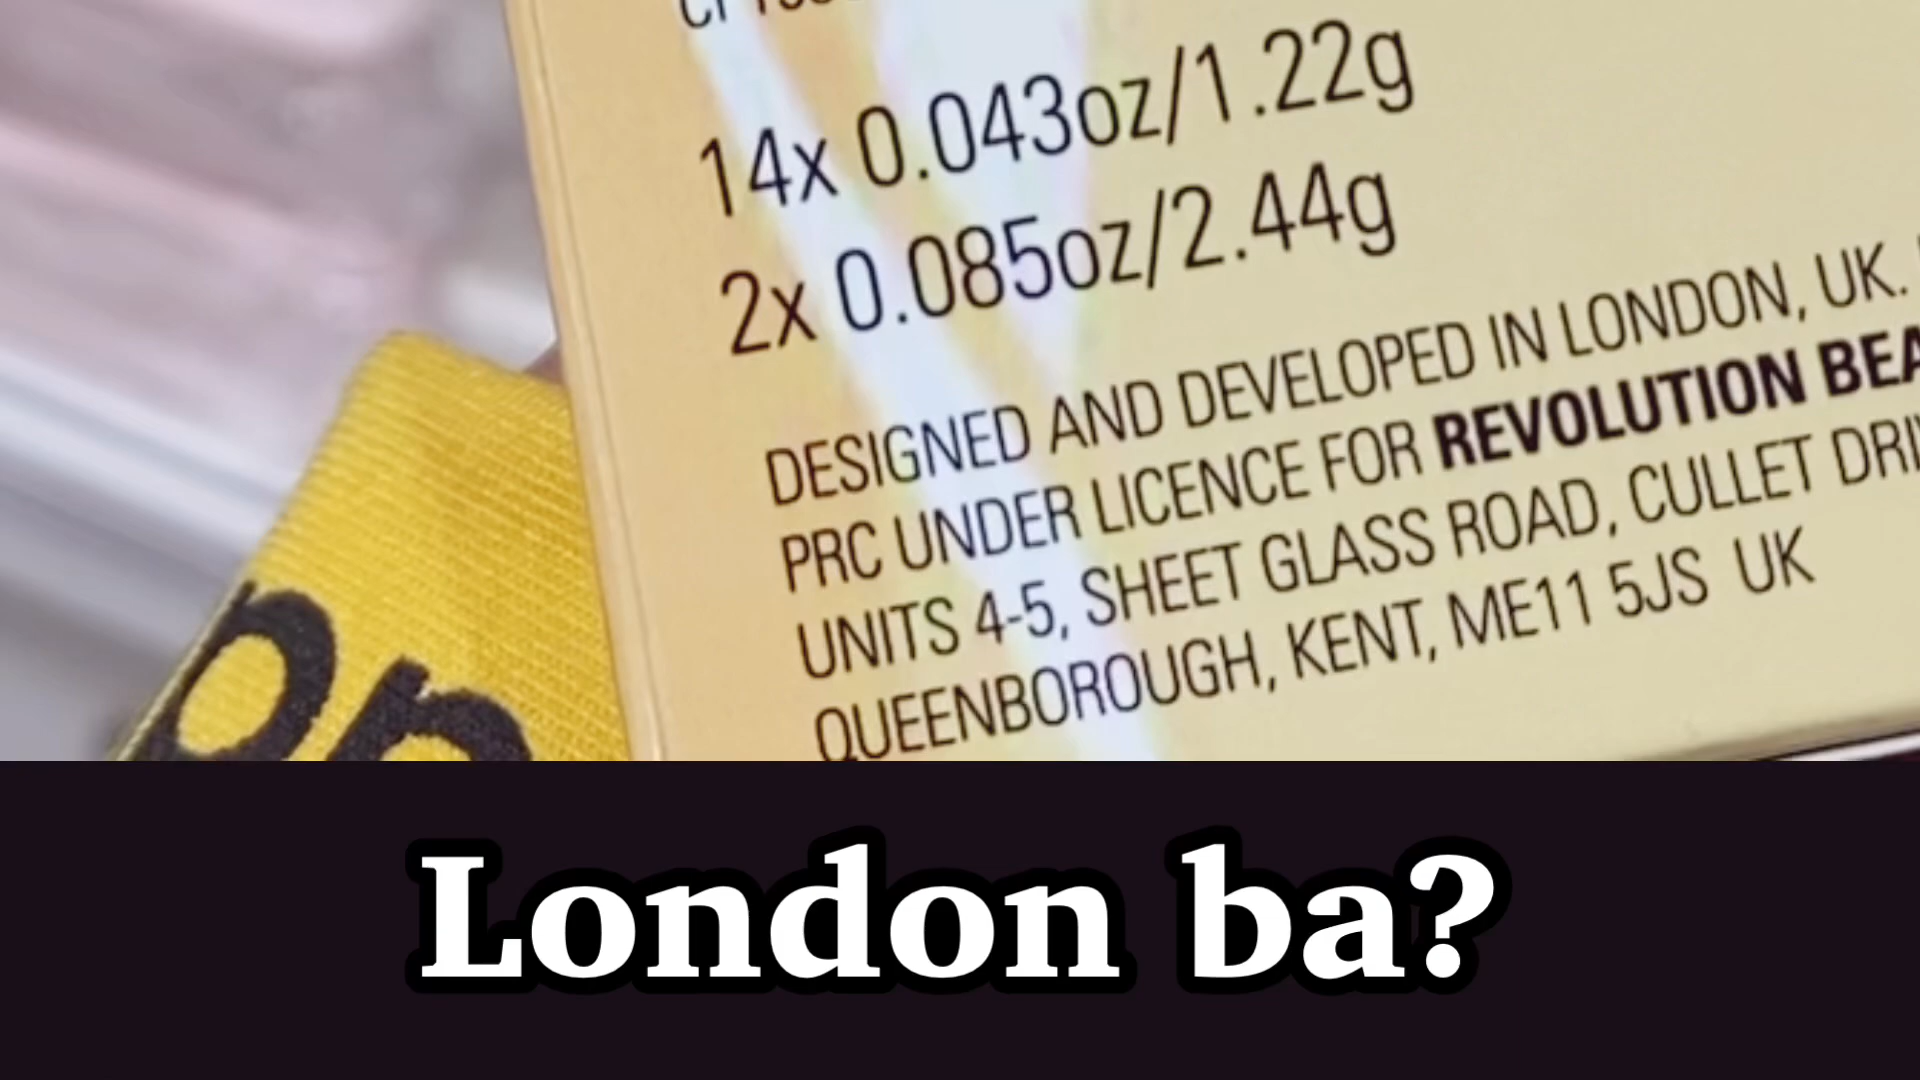 14x 0.043oz/1.22g
2x 0.085oz/2.44g
DESIGNED AND DEVELOPED IN LONDON, UK.
PRC UNDER LICENCE FOR REVOLUTION
UNITS 4-5, SHEET GLASS ROAD, CULLET
QUEENBOROUGH, KENT, ME11 5JS UK
London ba?